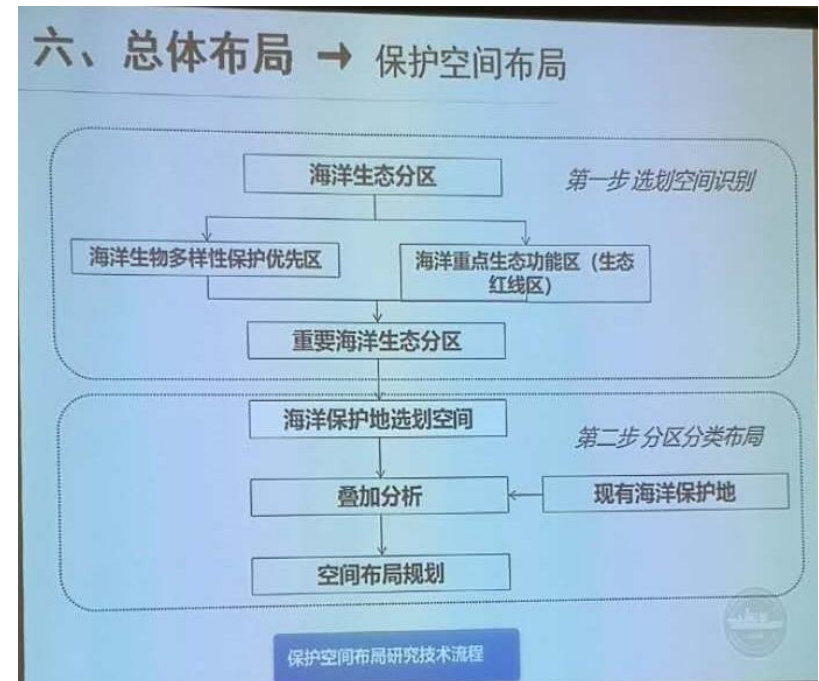 六、总体布局 → 保护空间布局
海洋生态分区
第一步 选划空间识别
海洋生物多样性保护优先区
海洋重点生态功能区（生态
红线区）
重要海洋生态分区
海洋保护地选划空间
第二步 分区分类布局
叠加分析
现有海洋保护地
空间布局规划
保护空间布局研究技术流程